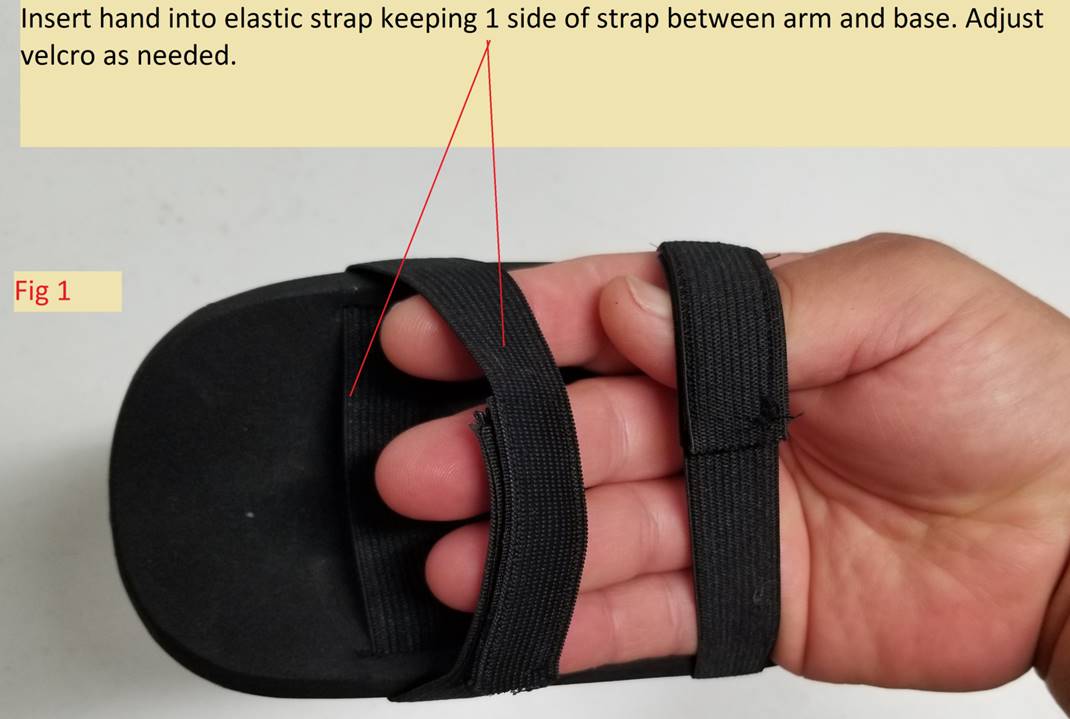 Insert hand into elastic strap keeping 1 side of strap between arm and base. Adjust
velcro as needed.
Fig 1